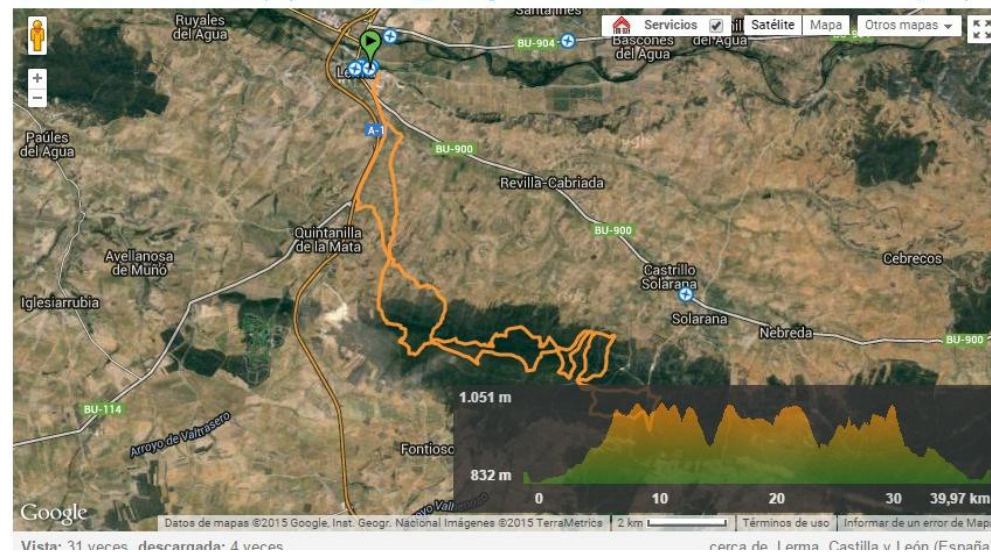 Ruyales
del Agua
Santillnes
Servicios
Satélite
Mapa
Otros mapas
BU-904
Bascones
del Agua
del Agua
A-1
Paúles
del Agua
BU-900
Revilla-Cabriada
Quintanilla
de la Mata
BU-900
Avellanosa
de Muñó
Cebrecos
Castrillo
Solarana
Iglesiarrubia
Solarana
Nebreda
BU-900
1.051 m
BU-114
Arroyo de Valtrasero
Fontiosc
832 m
0
10
20
30
39,97 km
Google
Datos de mapas ©2015 Google, Inst. Geogr. Nacional Imágenes ©2015 TerraMetrics
2 km
Términos de uso
Informar de un error de Maps
Vista: 31 veces, descargada: 4 veces
cerca de Lerma, Castilla y León (España